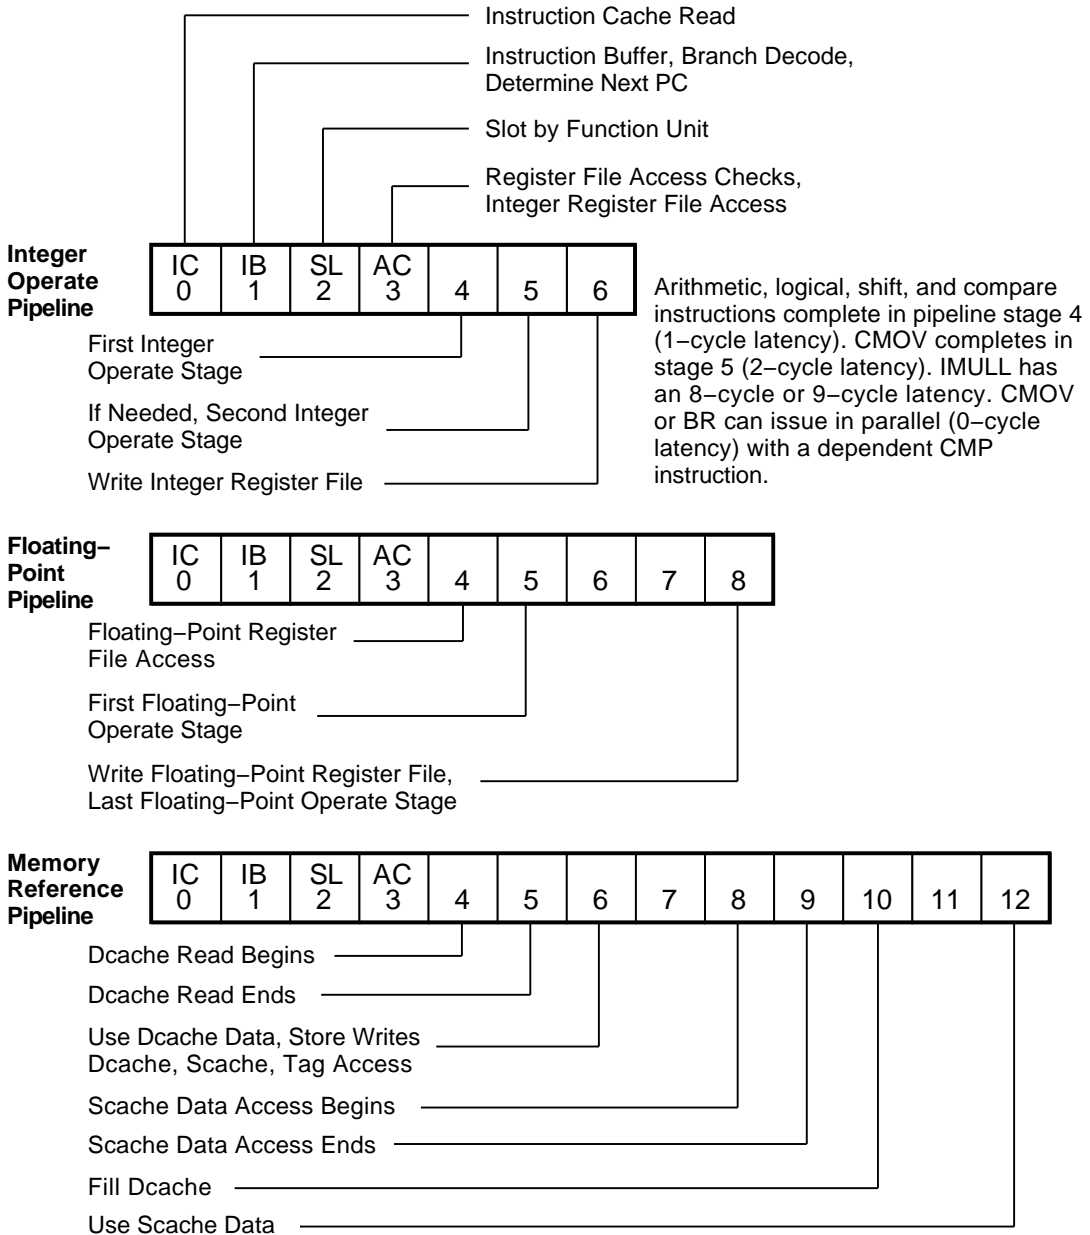 Instruction Cache Read
Instruction Buffer, Branch Decode,
Determine Next PC
Slot by Function Unit
Register File Access Checks,
Integer Register File Access
Integer
Operate
Pipeline
IC IB SL AC
0 1 2 3 4 5 6
Arithmetic, logical, shift, and compare
instructions complete in pipeline stage 4
(1−cycle latency). CMOV completes in
stage 5 (2−cycle latency). IMULL has
an 8−cycle or 9−cycle latency. CMOV
or BR can issue in parallel (0−cycle
latency) with a dependent CMP
instruction.
First Integer
Operate Stage
If Needed, Second Integer
Operate Stage
Write Integer Register File
Floating−
Point
Pipeline
IC IB SL AC
0 1 2 3 4 5 6 7 8
Floating−Point Register
File Access
First Floating−Point
Operate Stage
Write Floating−Point Register File,
Last Floating−Point Operate Stage
Memory
Reference
Pipeline
IC IB SL AC
0 1 2 3 4 5 6 7 8 9 10 11 12
Dcache Read Begins
Dcache Read Ends
Use Dcache Data, Store Writes
Dcache, Scache, Tag Access
Scache Data Access Begins
Scache Data Access Ends
Fill Dcache
Use Scache Data